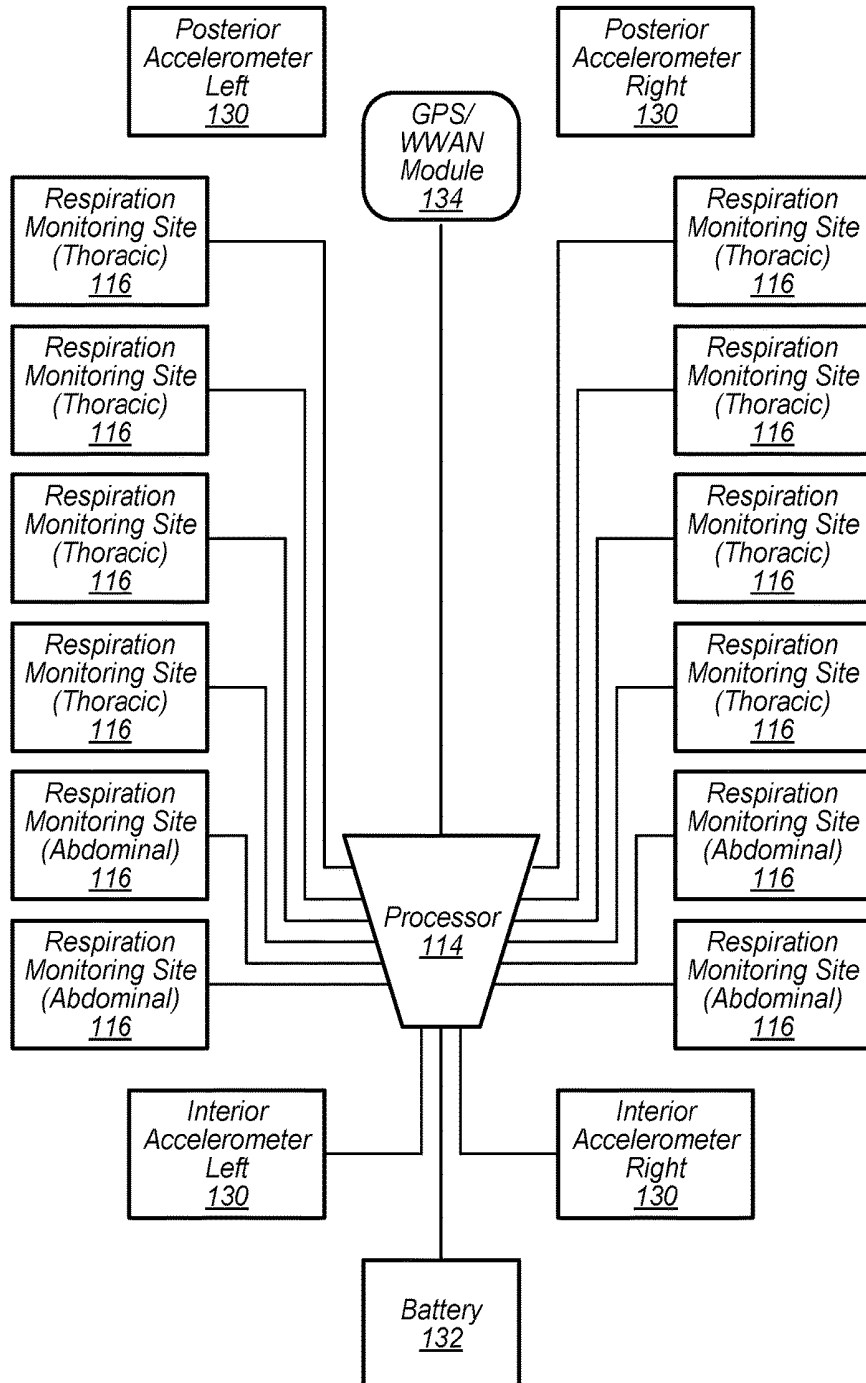 Posterior
Accelerometer
Left
130
Posterior
Accelerometer
Right
130
GPS/
WWAN
Module
134
Respiration
Monitoring Site
(Thoracic)
116
Respiration
Monitoring Site
(Thoracic)
116
Respiration
Monitoring Site
(Thoracic)
116
Respiration
Monitoring Site
(Thoracic)
116
Respiration
Monitoring Site
(Thoracic)
116
Respiration
Monitoring Site
(Thoracic)
116
Respiration
Monitoring Site
(Thoracic)
116
Respiration
Monitoring Site
(Thoracic)
116
Respiration
Monitoring Site
(Abdominal)
116
Respiration
Monitoring Site
(Abdominal)
116
Processor
114
Respiration
Monitoring Site
(Abdominal)
116
Respiration
Monitoring Site
(Abdominal)
116
Interior
Accelerometer
Left
130
Interior
Accelerometer
Right
130
Battery
132